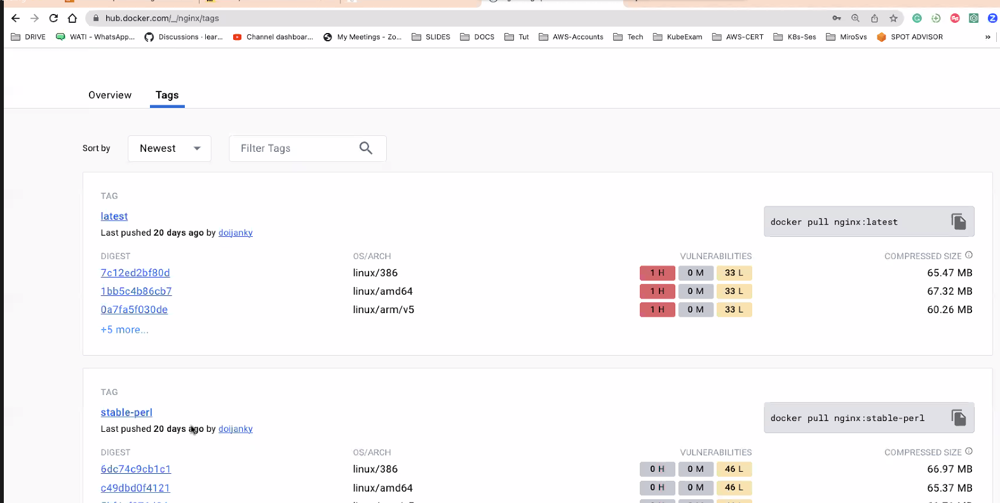 hub.docker.com/_/nginx/tags
DRIVE WATI - WhatsApp... Discussions · lear... Channel dashboar... My Meetings - Zo... SLIDES DOCS Tut AWS-Accounts Tech KubeExam AWS-CERT K8s-Ses MiroSvs SPOT ADVISOR »
Overview Tags
Sort by Newest Filter Tags
TAG
latest
docker pull nginx:latest
Last pushed 20 days ago by doijanky
DIGEST OS/ARCH VULNERABILITIES COMPRESSED SIZE
7c12ed2bf80d linux/386 1 H 0 M 33 L 65.47 MB
1bb5c4b86cb7 linux/amd64 1 H 0 M 33 L 67.32 MB
0a7fa5f030de linux/arm/v5 1 H 0 M 33 L 60.26 MB
+5 more...
TAG
stable-perl
docker pull nginx:stable-perl
Last pushed 20 days ago by doijanky
DIGEST OS/ARCH VULNERABILITIES COMPRESSED SIZE
6dc74c9cb1c1 linux/386 0 H 0 M 46 L 66.97 MB
c49dbd0f4121 linux/amd64 0 H 0 M 46 L 65.37 MB